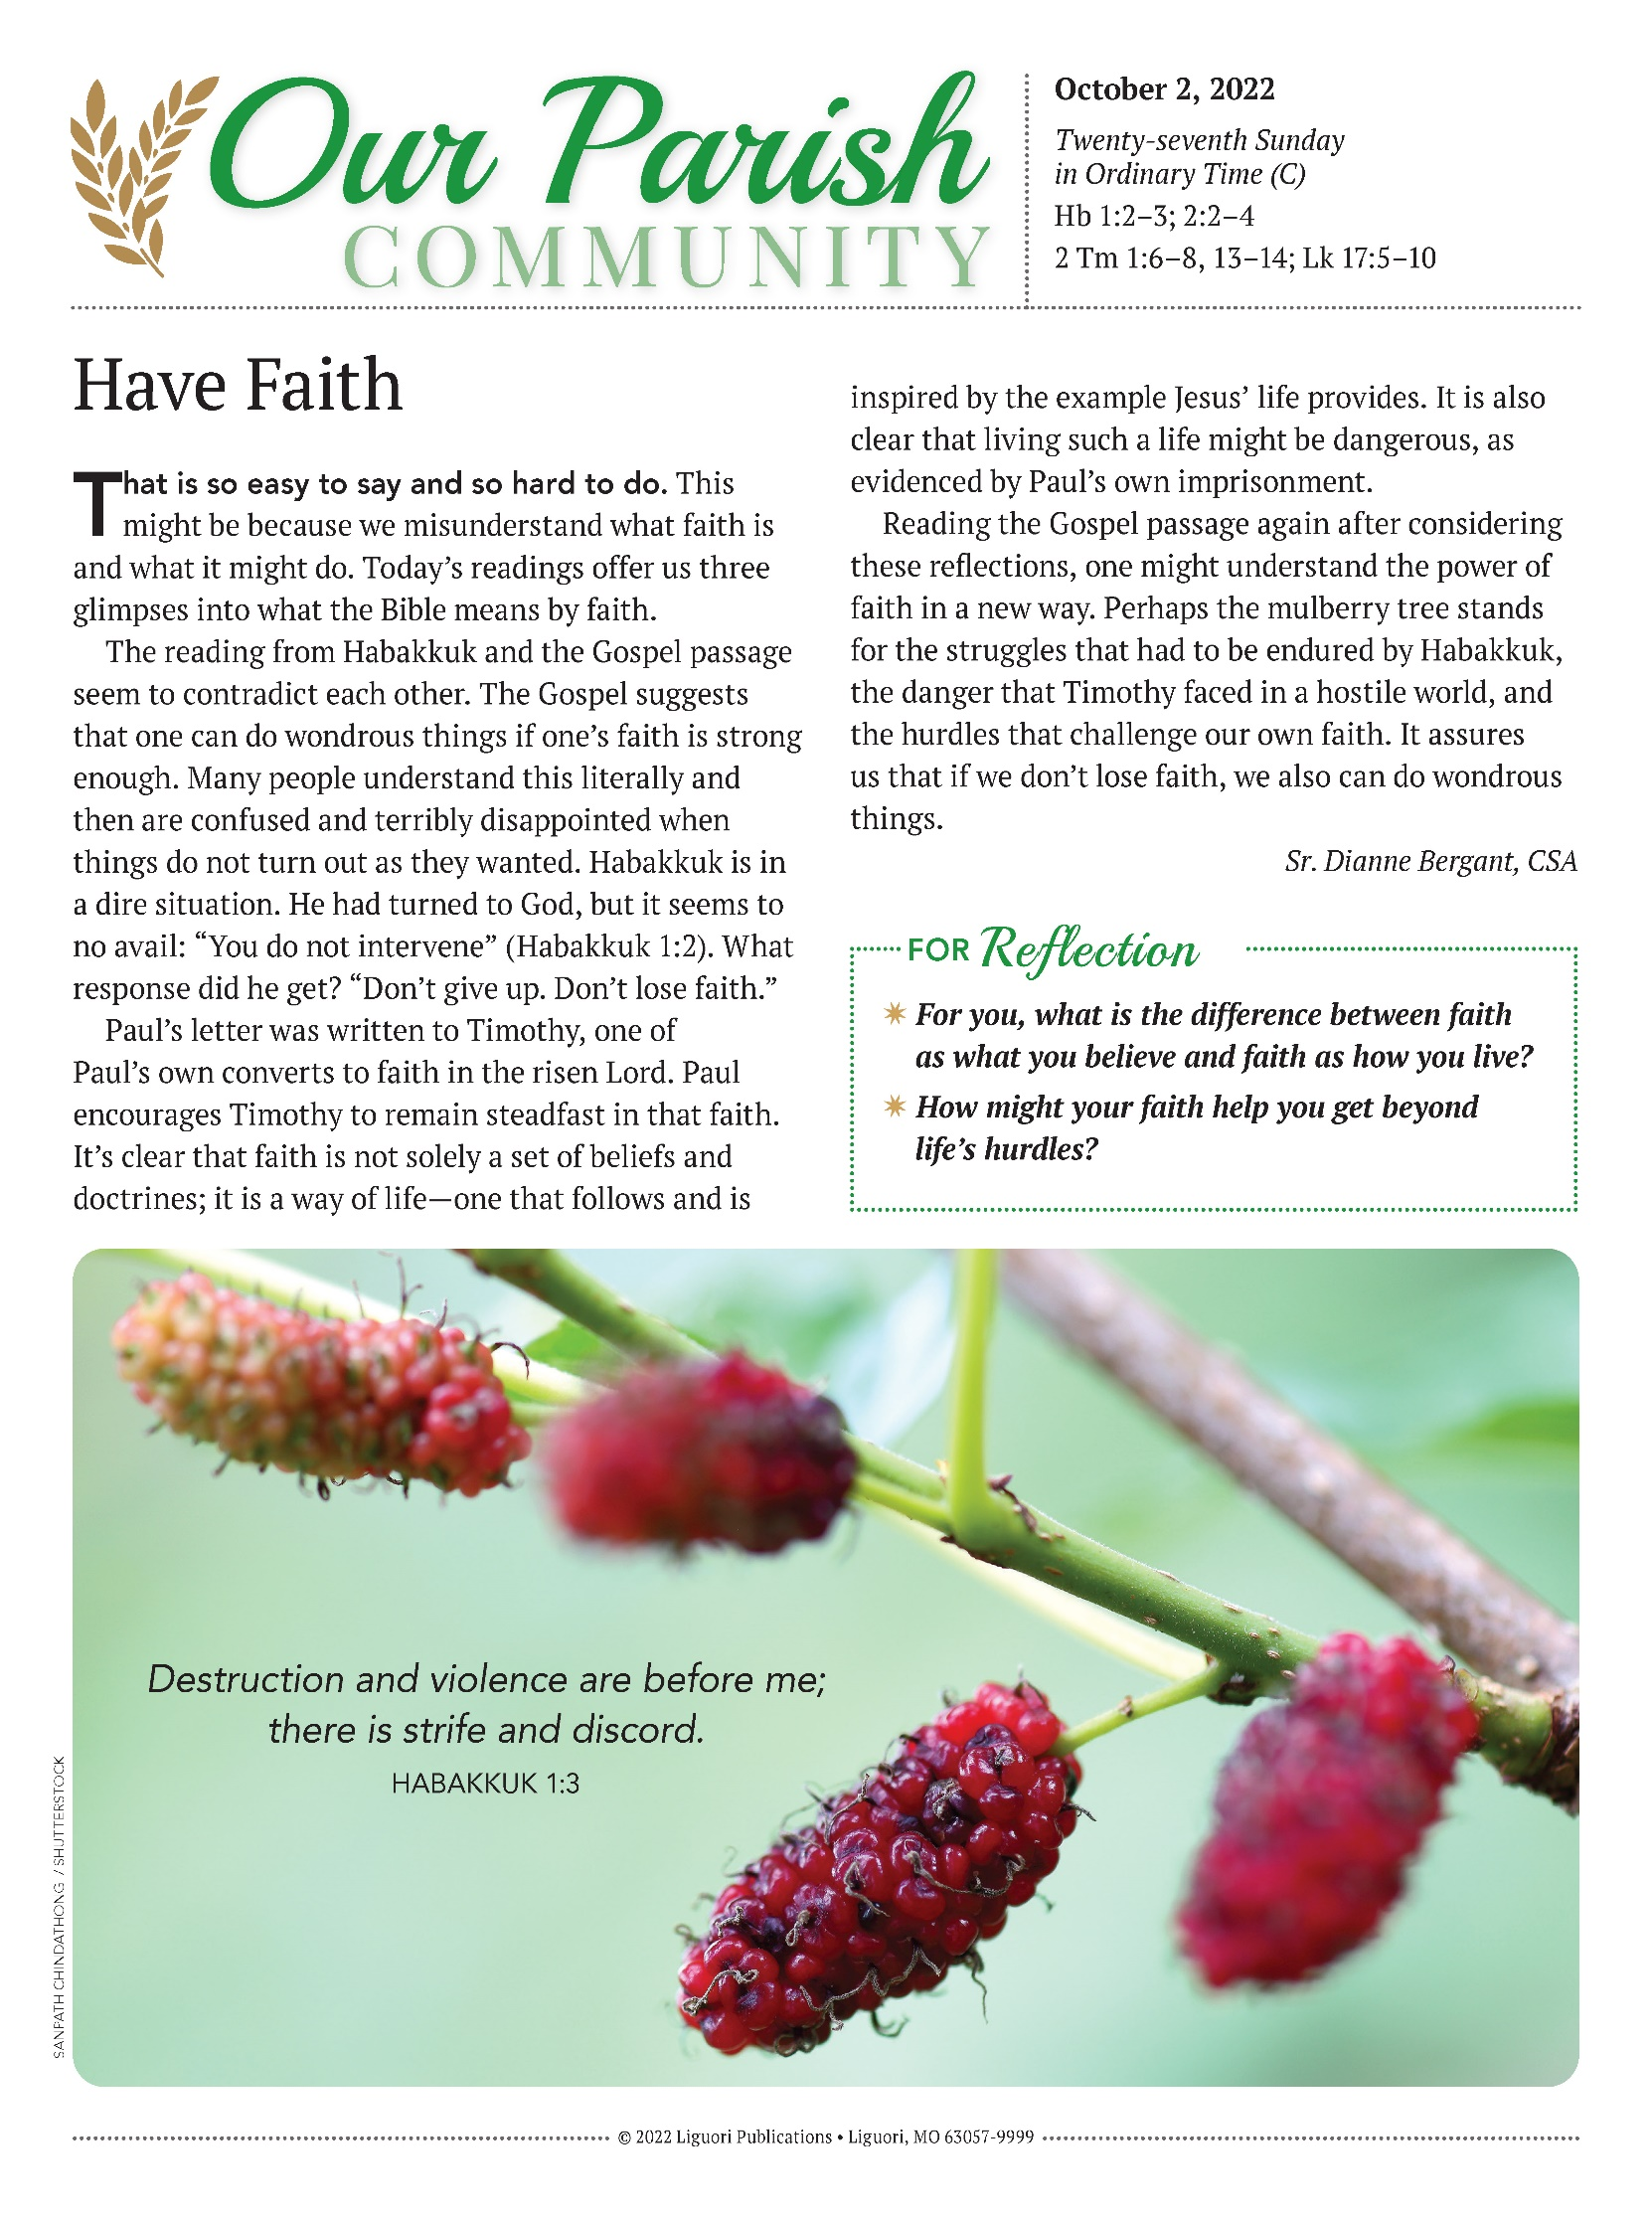 Our Parish
COMMUNITY
October 2, 2022
Twenty-seventh Sunday
in Ordinary Time (C)
Hb 1:2–3; 2:2–4
2 Tm 1:6–8, 13–14; Lk 17:5–10
Have Faith
That is so easy to say and so hard to do. This
might be because we misunderstand what faith is
and what it might do. Today’s readings offer us three
glimpses into what the Bible means by faith.
The reading from Habakkuk and the Gospel passage
seem to contradict each other. The Gospel suggests
that one can do wondrous things if one’s faith is strong
enough. Many people understand this literally and
then are confused and terribly disappointed when
things do not turn out as they wanted. Habakkuk is in
a dire situation. He had turned to God, but it seems to
no avail: “You do not intervene” (Habakkuk 1:2). What
response did he get? “Don’t give up. Don’t lose faith.”
Paul’s letter was written to Timothy, one of
Paul’s own converts to faith in the risen Lord. Paul
encourages Timothy to remain steadfast in that faith.
It’s clear that faith is not solely a set of beliefs and
doctrines; it is a way of life—one that follows and is
inspired by the example Jesus’ life provides. It is also
clear that living such a life might be dangerous, as
evidenced by Paul’s own imprisonment.
Reading the Gospel passage again after considering
these reflections, one might understand the power of
faith in a new way. Perhaps the mulberry tree stands
for the struggles that had to be endured by Habakkuk,
the danger that Timothy faced in a hostile world, and
the hurdles that challenge our own faith. It assures
us that if we don’t lose faith, we also can do wondrous
things.
Sr. Dianne Bergant, CSA
FOR Reflection
For you, what is the difference between faith
as what you believe and faith as how you live?
How might your faith help you get beyond
life’s hurdles?
Destruction and violence are before me;
there is strife and discord.
HABAKKUK 1:3
SANPATH CHINDATHONG / SHUTTERSTOCK
© 2022 Liguori Publications • Liguori, MO 63057-9999